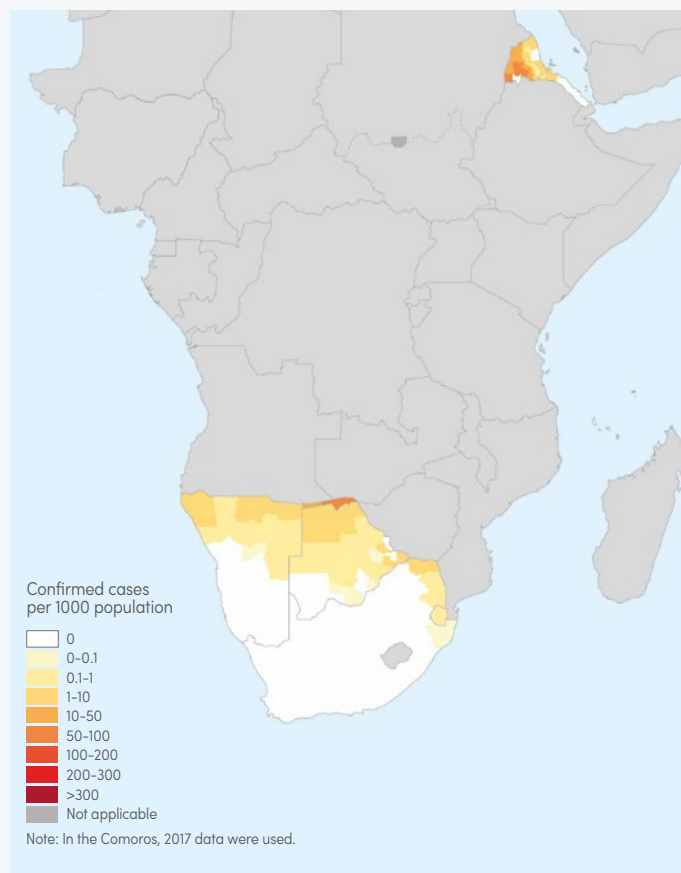 Confirmed cases
per 1000 population
0
0-0.1
0.1-1
1-10
10-50
50-100
100-200
200-300
>300
Not applicable
Note: In the Comoros, 2017 data were used.